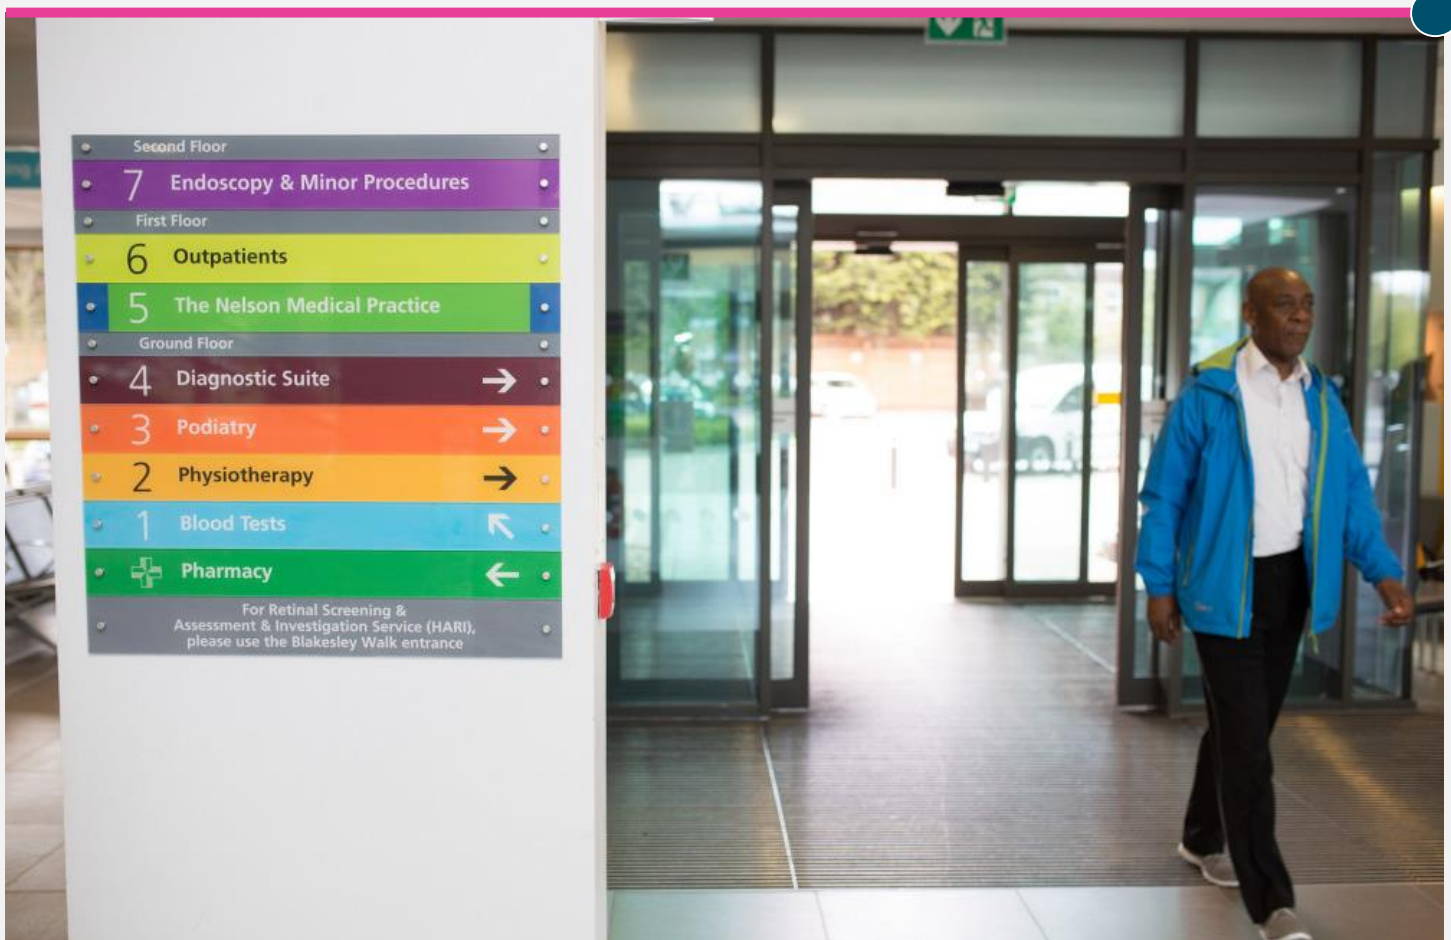 Second Floor
7 Endoscopy & Minor Procedures
First Floor
6 Outpatients
5 The Nelson Medical Practice
Ground Floor
4 Diagnostic Suite →
3 Podiatry →
2 Physiotherapy →
1 Blood Tests ↖
Pharmacy ←
For Retinal Screening &
Assessment & Investigation Service (HARI),
please use the Blakesley Walk entrance